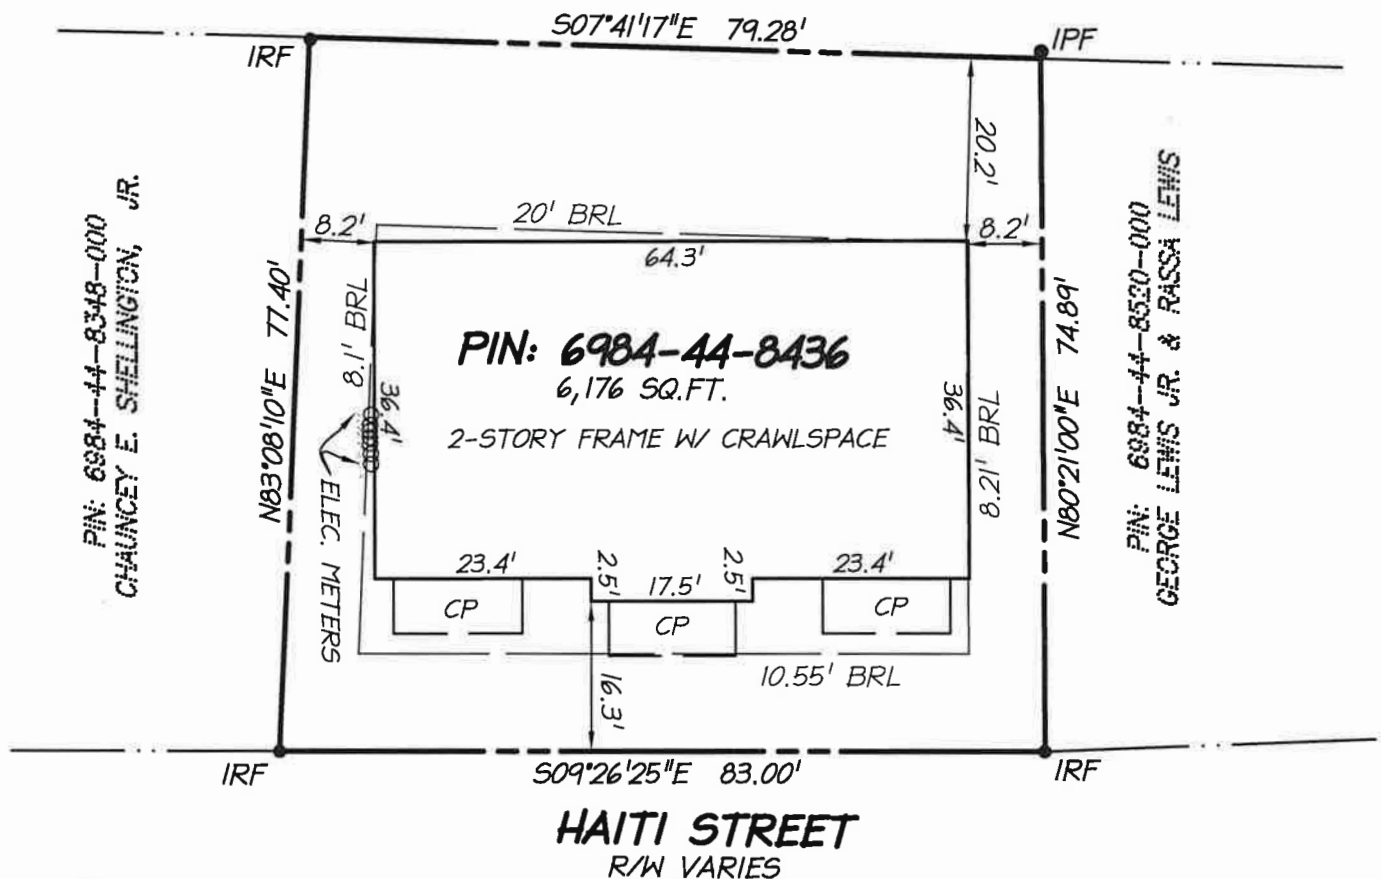 S07°41'17"E 79.28'
IRF
IPF
20.2'
8.2'
20' BRL
8.2'
64.3'
PIN: 6984-44-8348-000
CHAUNCEY E. SHELLINGTON, JR.
N83°08'10"E 77.40'
8.1' BRL
36.4'
PIN: 6984-44-8436
6,176 SQ.FT.
2-STORY FRAME W/ CRAWLSPACE
36.4'
8.21' BRL
N80°21'00"E 74.89'
PIN: 6984-44-8520-000
GEORGE LEWIS JR. & RASSA LEWIS
ELEC. METERS
23.4'
2.5'
17.5'
2.5'
23.4'
CP
CP
CP
10.55' BRL
16.3'
IRF
S09°26'25"E 83.00'
IRF
HAITI STREET
R/W VARIES